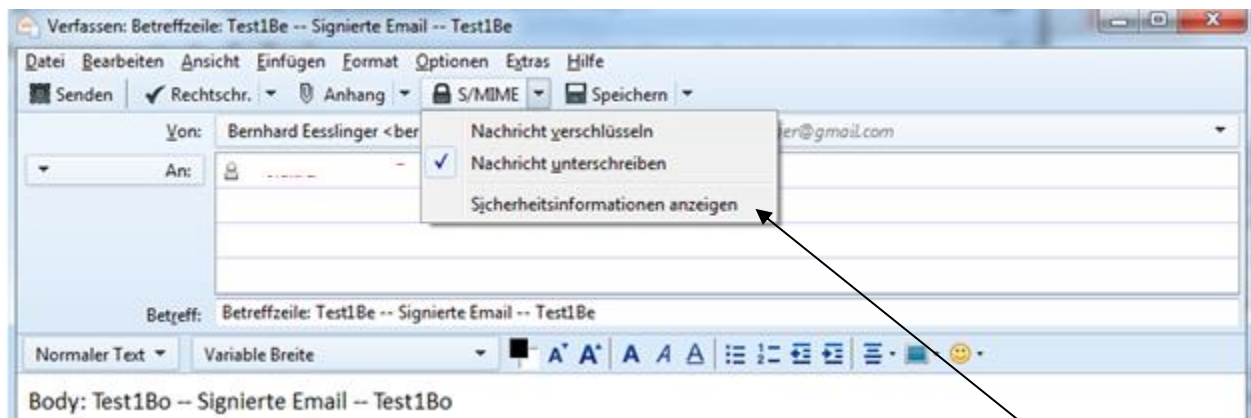 Verfassen: Betreffzeile: Test1Be -- Signierte Email -- Test1Be
Datei Bearbeiten Ansicht Einfügen Format Optionen Extras Hilfe
Senden Rechtschr. Anhang S/MIME Speichern
Von: Bernhard Eesslinger <ber er@gmail.com
Nachricht verschlüsseln
An:
Nachricht unterschreiben
Sicherheitsinformationen anzeigen
Betreff: Betreffzeile: Test1Be -- Signierte Email -- Test1Be
Normaler Text Variable Breite
Body: Test1Bo -- Signierte Email -- Test1Bo